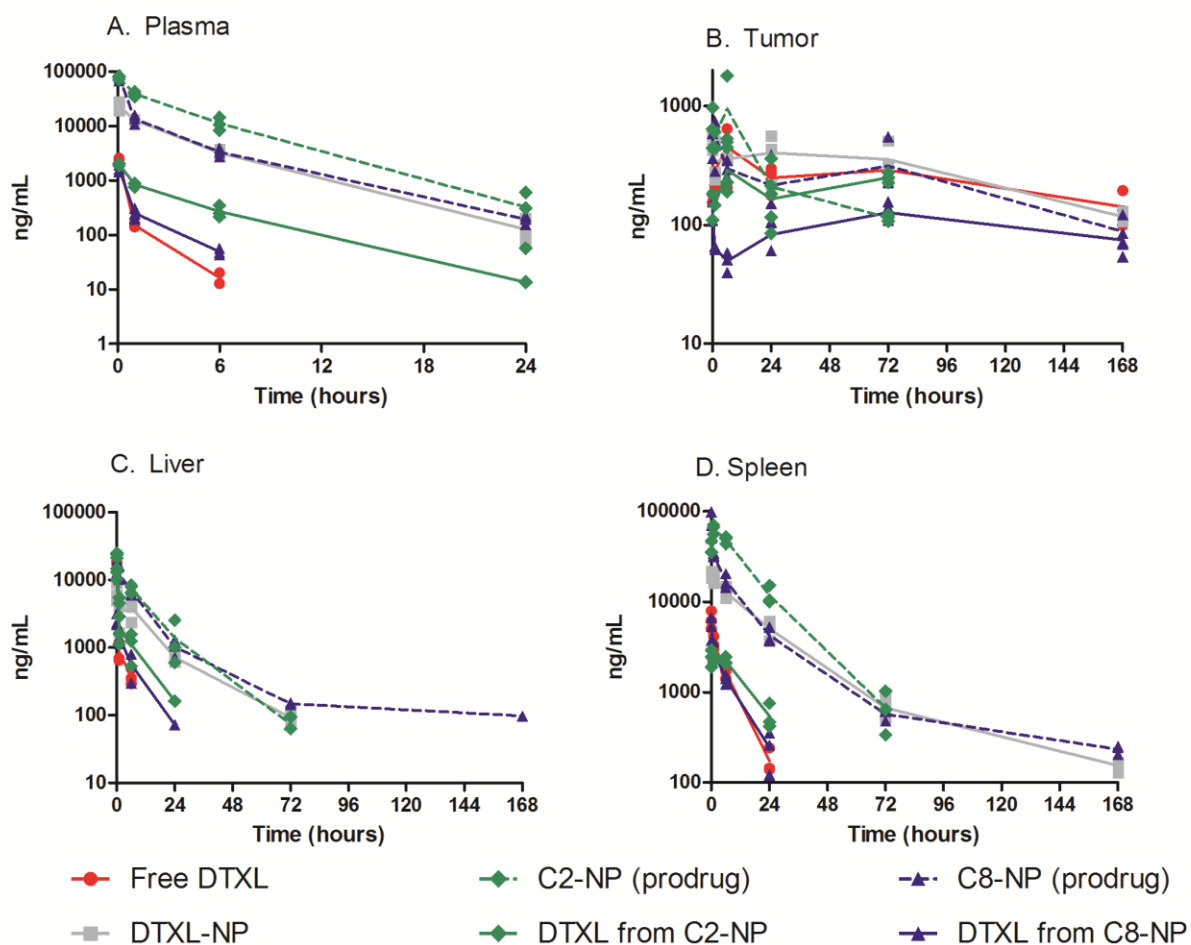 A. Plasma
100000
10000
1000
100
10
1
ng/mL
0 6 12 18 24
Time (hours)
B. Tumor
1000
100
10
ng/mL
0 24 48 72 96 120 144 168
Time (hours)
C. Liver
100000
10000
1000
100
10
ng/mL
0 24 48 72 96 120 144 168
Time (hours)
D. Spleen
100000
10000
1000
100
ng/mL
0 24 48 72 96 120 144 168
Time (hours)
Free DTXL C2-NP (prodrug) C8-NP (prodrug)
DTXL-NP DTXL from C2-NP DTXL from C8-NP